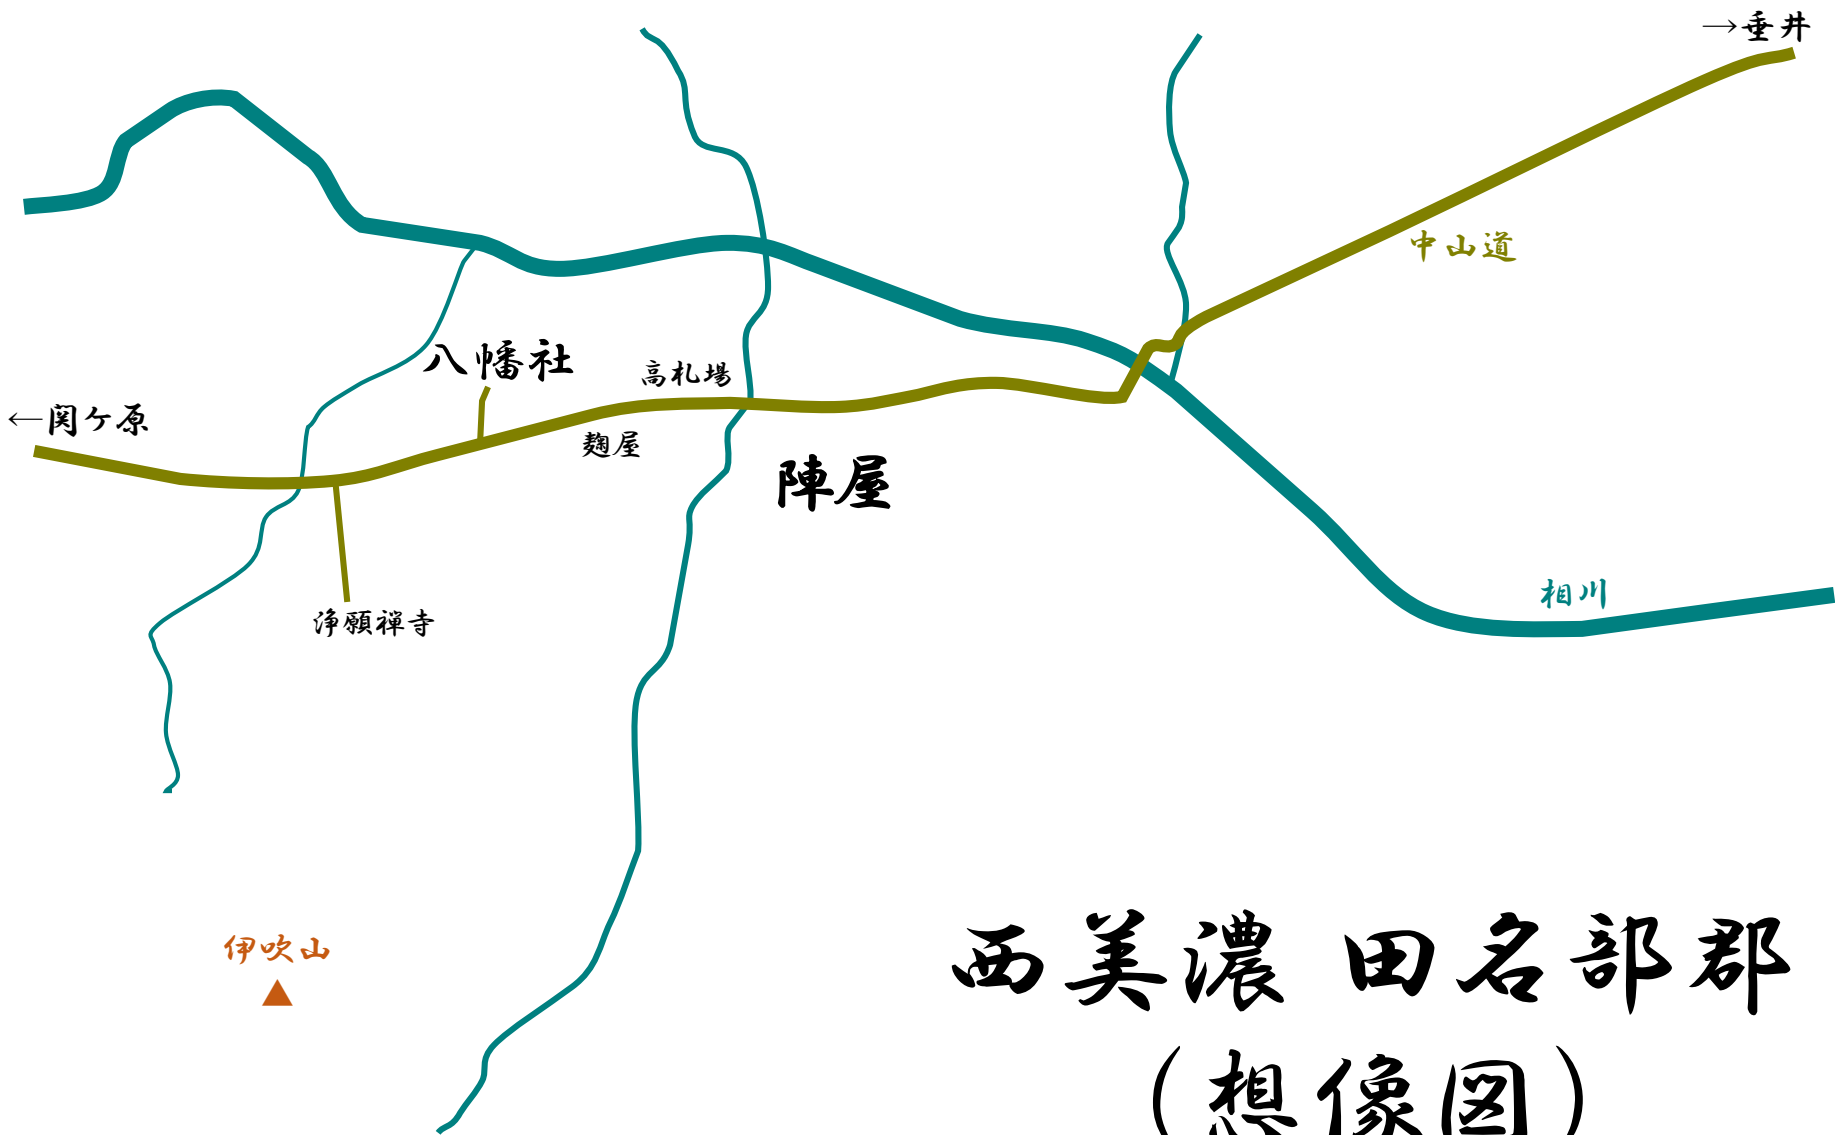 →垂井
中山道
八幡社
高札場
←関ケ原
麹屋
陣屋
相川
浄願禅寺
伊吹山
西美濃 田名部郡
（想像図）